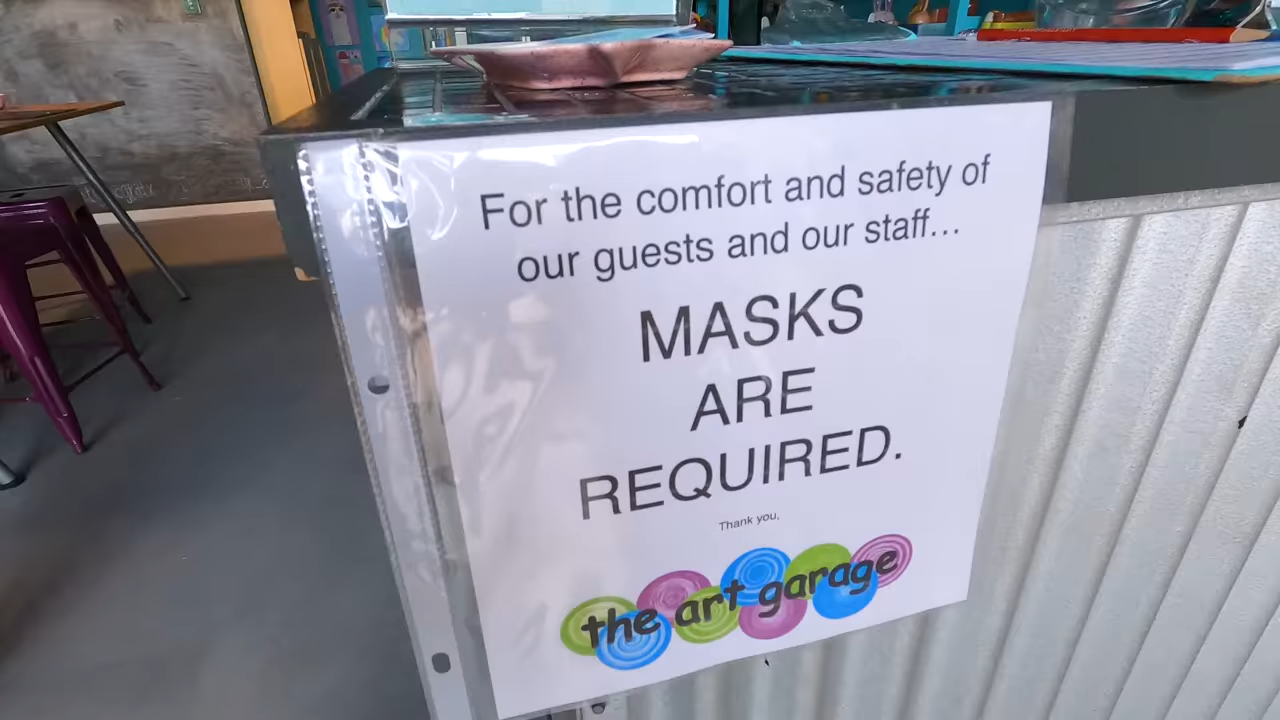 For the comfort and safety of
our guests and our staff...
MASKS
ARE
REQUIRED.
Thank you,
the art garage